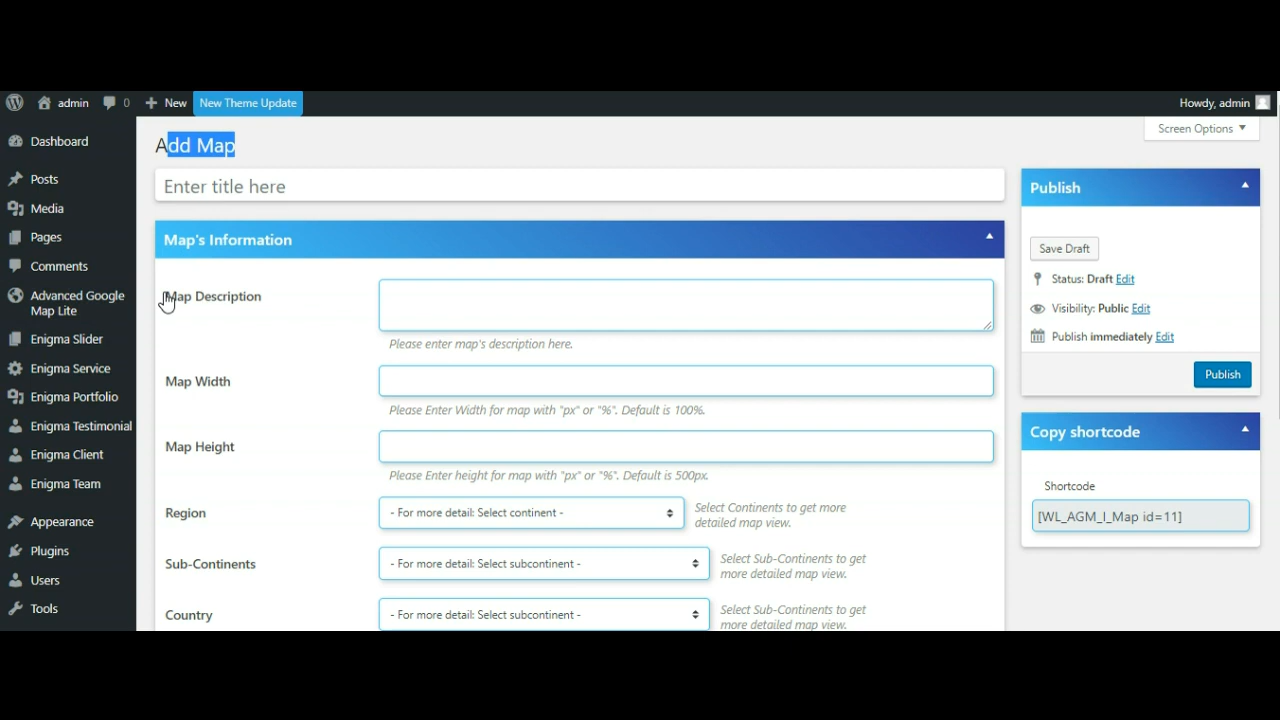 admin
0
New
New Theme Update
Howdy, admin
Screen Options
Dashboard
Posts
Media
Pages
Comments
Advanced Google
Map Lite
Enigma Slider
Enigma Service
Enigma Portfolio
Enigma Testimonial
Enigma Client
Enigma Team
Appearance
Plugins
Users
Tools
Add Map
Enter title here
Map's Information
Map Description
Please enter map's description here.
Map Width
Please Enter Width for map with "px" or "%". Default is 100%.
Map Height
Please Enter height for map with "px" or "%". Default is 500px.
Region
- For more detail: Select continent -
Select Continents to get more
detailed map view.
Sub-Continents
- For more detail: Select subcontinent -
Select Sub-Continents to get
more detailed map view.
Country
- For more detail: Select subcontinent -
Select Sub-Continents to get
more detailed map view.
Publish
Save Draft
Status: Draft Edit
Visibility: Public Edit
Publish immediately Edit
Publish
Copy shortcode
Shortcode
[WL_AGM_I_Map id=11]